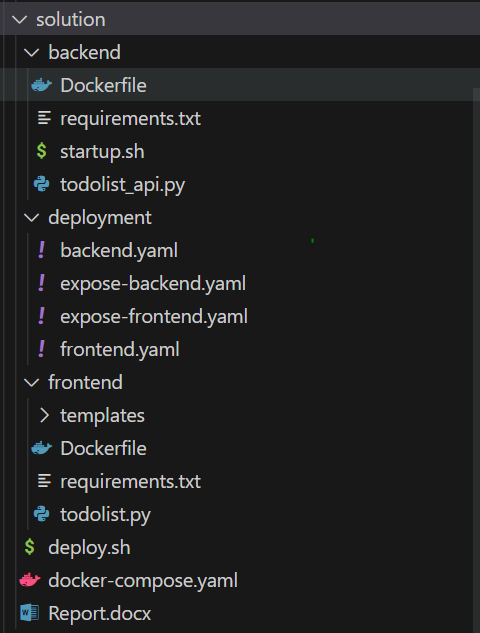 solution
backend
Dockerfile
requirements.txt
startup.sh
todolist_api.py
deployment
backend.yaml
expose-backend.yaml
expose-frontend.yaml
frontend.yaml
frontend
templates
Dockerfile
requirements.txt
todolist.py
deploy.sh
docker-compose.yaml
Report.docx